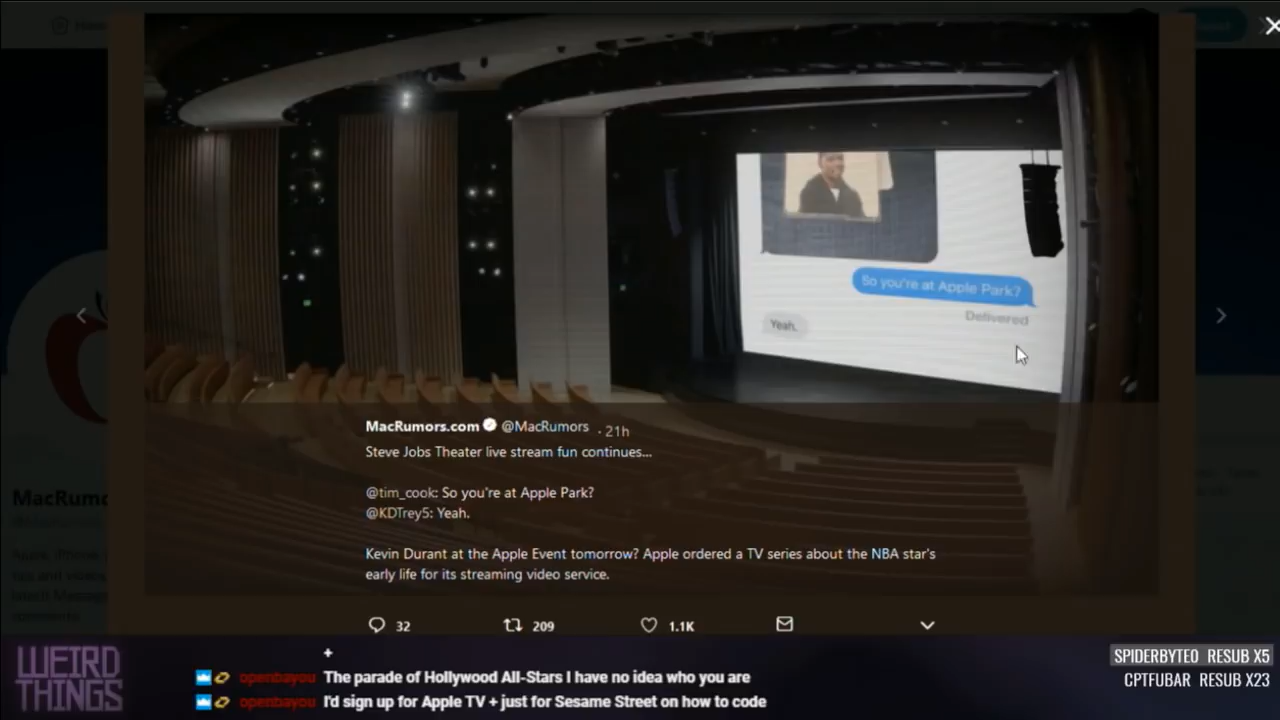 So you're at Apple Park?
Delivered
Yeah.
MacRumors.com @MacRumors . 21h
Steve Jobs Theater live stream fun continues...
@tim_cook: So you're at Apple Park?
@KDTrey5: Yeah.
Kevin Durant at the Apple Event tomorrow? Apple ordered a TV series about the NBA star's
early life for its streaming video service.
32 209 1.1K
MacRumo
WEIRD
THINGS
+
openbayou The parade of Hollywood All-Stars I have no idea who you are
openbayou I'd sign up for Apple TV + just for Sesame Street on how to code
SPIDERBYTE0 RESUB X5
CPTFUBAR RESUB X23